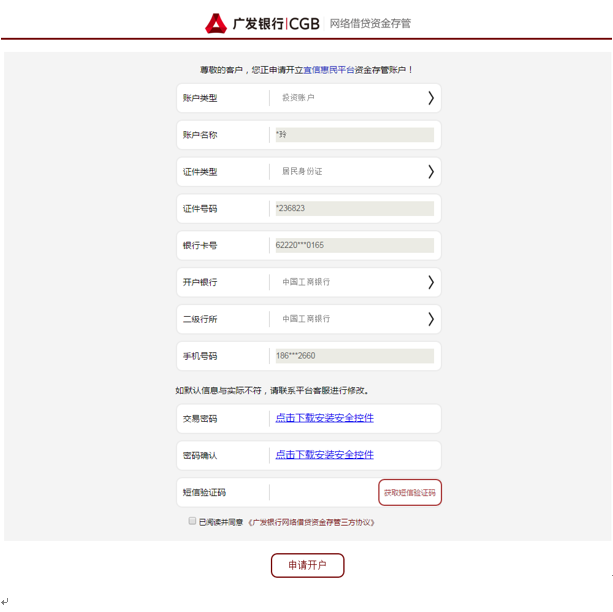 广发银行|CGB 网络借贷资金存管
尊敬的客户，您正申请开立宜信惠民平台资金存管账户！
账户类型 投资账户
账户名称 *玲
证件类型 居民身份证
证件号码 *236823
银行卡号 62220***0165
开户银行 中国工商银行
二级行所 中国工商银行
手机号码 186***2660
如默认信息与实际不符，请联系平台客服进行修改。
交易密码 点击下载安装安全控件
密码确认 点击下载安装安全控件
短信验证码 获取短信验证码
已阅读并同意《广发银行网络借贷资金存管三方协议》
申请开户